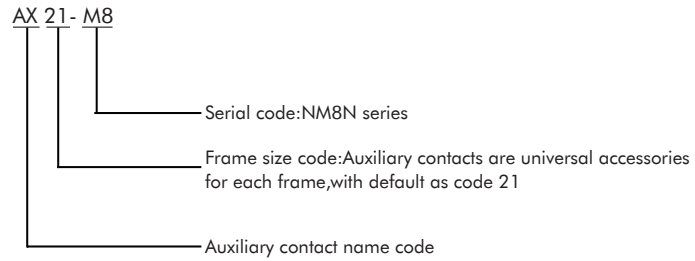 AX 21- M8
Serial code:NM8N series
Frame size code:Auxiliary contacts are universal accessories
for each frame,with default as code 21
Auxiliary contact name code